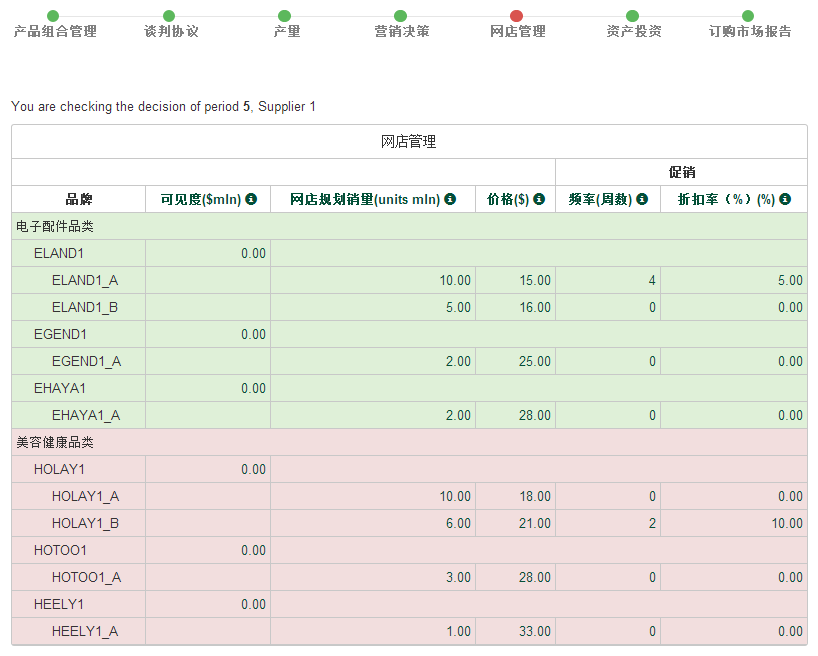 产品组合管理 谈判协议 产量 营销决策 网店管理 资产投资 订购市场报告
You are checking the decision of period 5, Supplier 1
网店管理
促销
品牌 可见度($mln) 网店规划销量(units mln) 价格($) 频率(周数) 折扣率（%）(%)
电子配件品类
ELAND1 0.00
ELAND1_A 10.00 15.00 4 5.00
ELAND1_B 5.00 16.00 0 0.00
EGEND1 0.00
EGEND1_A 2.00 25.00 0 0.00
EHAYA1 0.00
EHAYA1_A 2.00 28.00 0 0.00
美容健康品类
HOLAY1 0.00
HOLAY1_A 10.00 18.00 0 0.00
HOLAY1_B 6.00 21.00 2 10.00
HOTOO1 0.00
HOTOO1_A 3.00 28.00 0 0.00
HEELY1 0.00
HEELY1_A 1.00 33.00 0 0.00